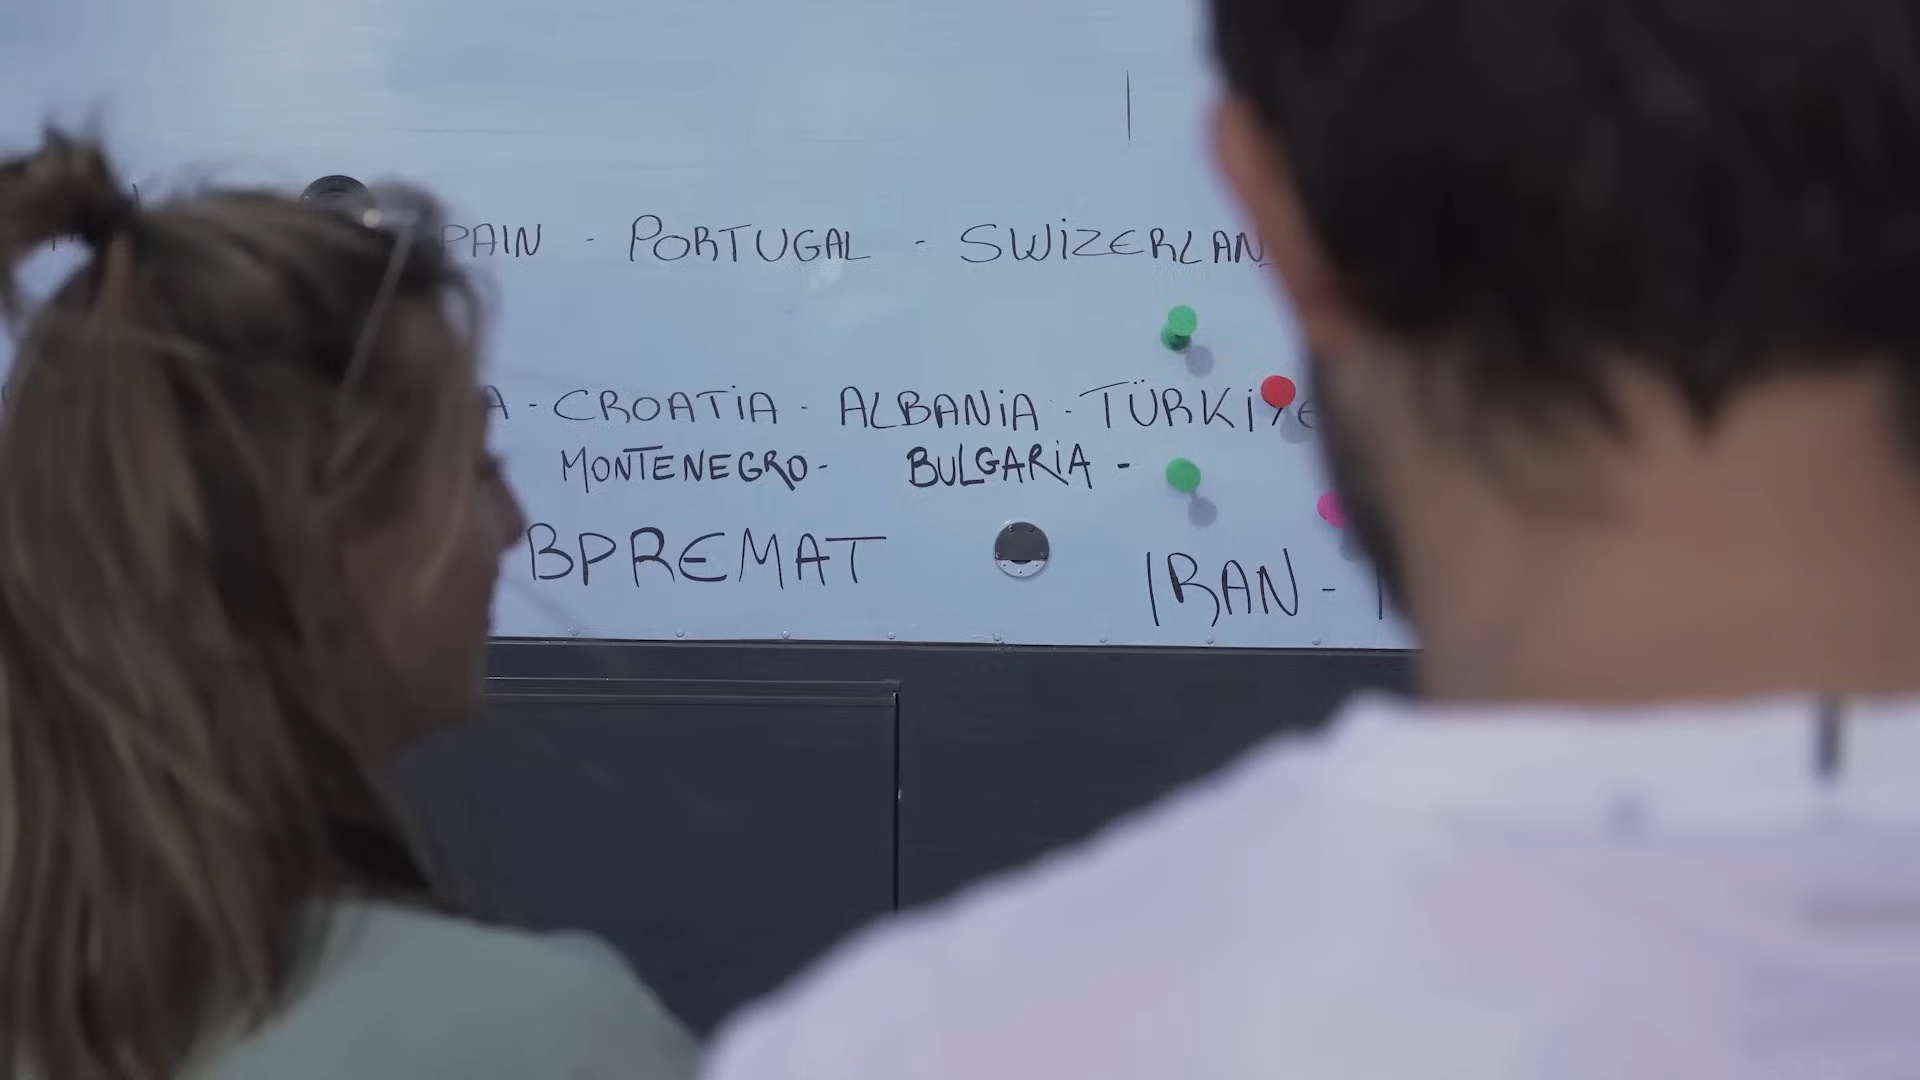 PAIN - PORTUGAL - SWIZERLAN
A - CROATIA - ALBANIA - TÜRKIYE
MONTENEGRO - BULGARIA -
BPREMAT
IRAN -